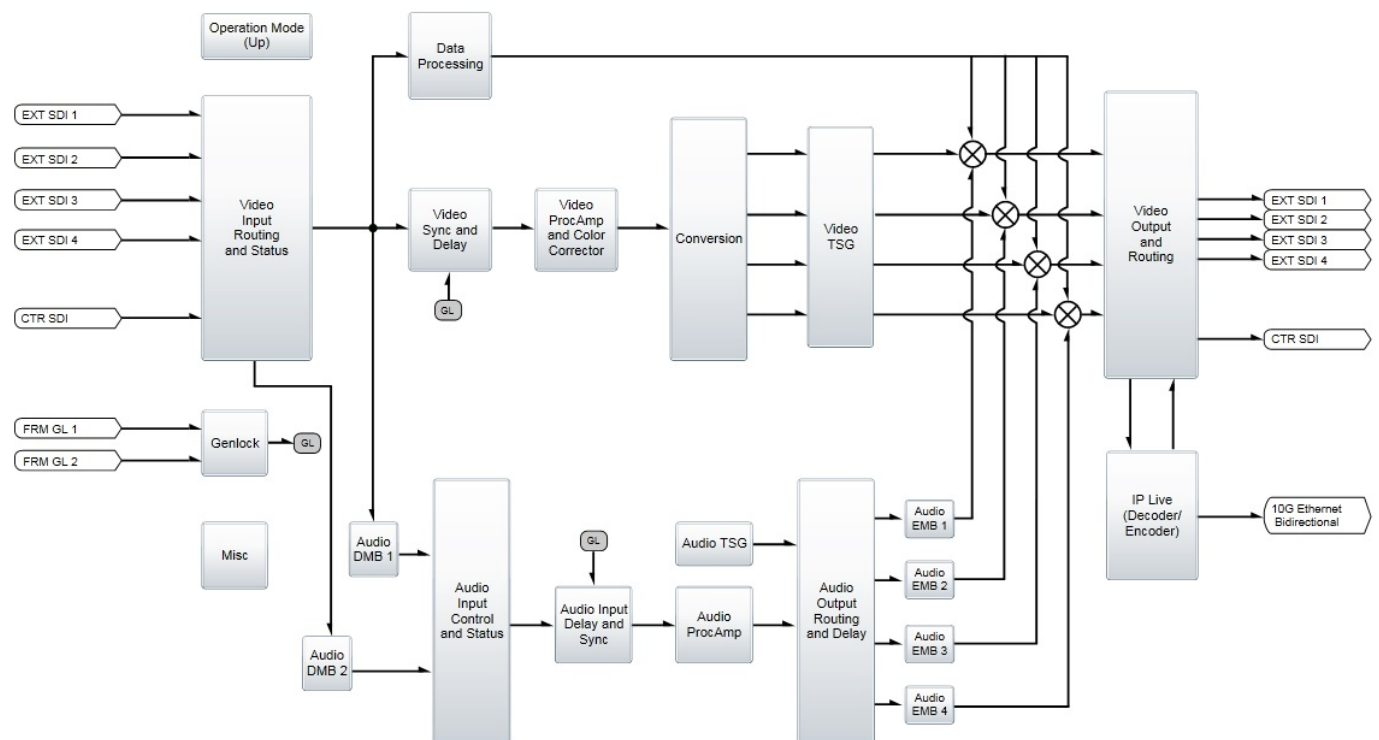 Operation Mode
(Up)
Data
Processing
EXT SDI 1
EXT SDI 2
EXT SDI 3
EXT SDI 4
CTR SDI
Video
Input
Routing
and Status
Video
Sync and
Delay
GL
Video
ProcAmp
and Color
Corrector
Conversion
Video
TSG
Video
Output
and
Routing
EXT SDI 1
EXT SDI 2
EXT SDI 3
EXT SDI 4
CTR SDI
FRM GL 1
FRM GL 2
Genlock
GL
Misc
Audio
DMB 1
Audio
DMB 2
Audio
Input
Control
and Status
GL
Audio Input
Delay and
Sync
Audio TSG
Audio
ProcAmp
Audio
Output
Routing
and Delay
Audio
EMB 1
Audio
EMB 2
Audio
EMB 3
Audio
EMB 4
IP Live
(Decoder/
Encoder)
10G Ethernet
Bidirectional